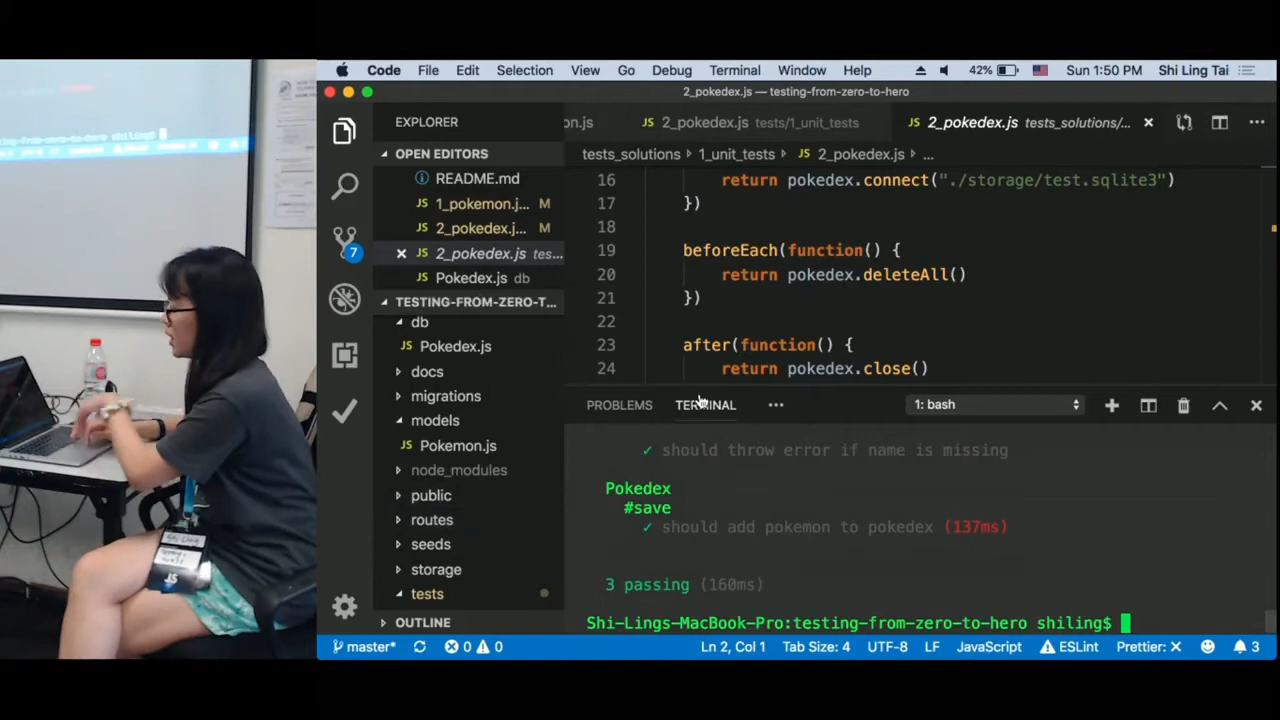 Code File Edit Selection View Go Debug Terminal Window Help 42% Sun 1:50 PM Shi Ling Tai
2_pokedex.js — testing-from-zero-to-hero
EXPLORER
on.js 2_pokedex.js tests/1_unit_tests 2_pokedex.js tests_solutions/...
OPEN EDITORS
tests_solutions 1_unit_tests JS 2_pokedex.js ...
README.md
JS 1_pokemon.j... M
JS 2_pokedex.j... M
JS 2_pokedex.js tes...
Pokedex.js db
TESTING-FROM-ZERO-T...
db
JS Pokedex.js
docs
migrations
models
JS Pokemon.js
node_modules
public
routes
seeds
storage
tests
OUTLINE
7
16 return pokedex.connect("./storage/test.sqlite3")
17 })
18
19 beforeEach(function() {
20 return pokedex.deleteAll()
21 })
22
23 after(function() {
24 return pokedex.close()
PROBLEMS TERMINAL ... 1: bash
✓ should throw error if name is missing
Pokedex
#save
✓ should add pokemon to pokedex (137ms)
3 passing (160ms)
Shi-Lings-MacBook-Pro:testing-from-zero-to-hero shiling$
master* 0 0 Ln 2, Col 1 Tab Size: 4 UTF-8 LF JavaScript ESLint Prettier: × 3